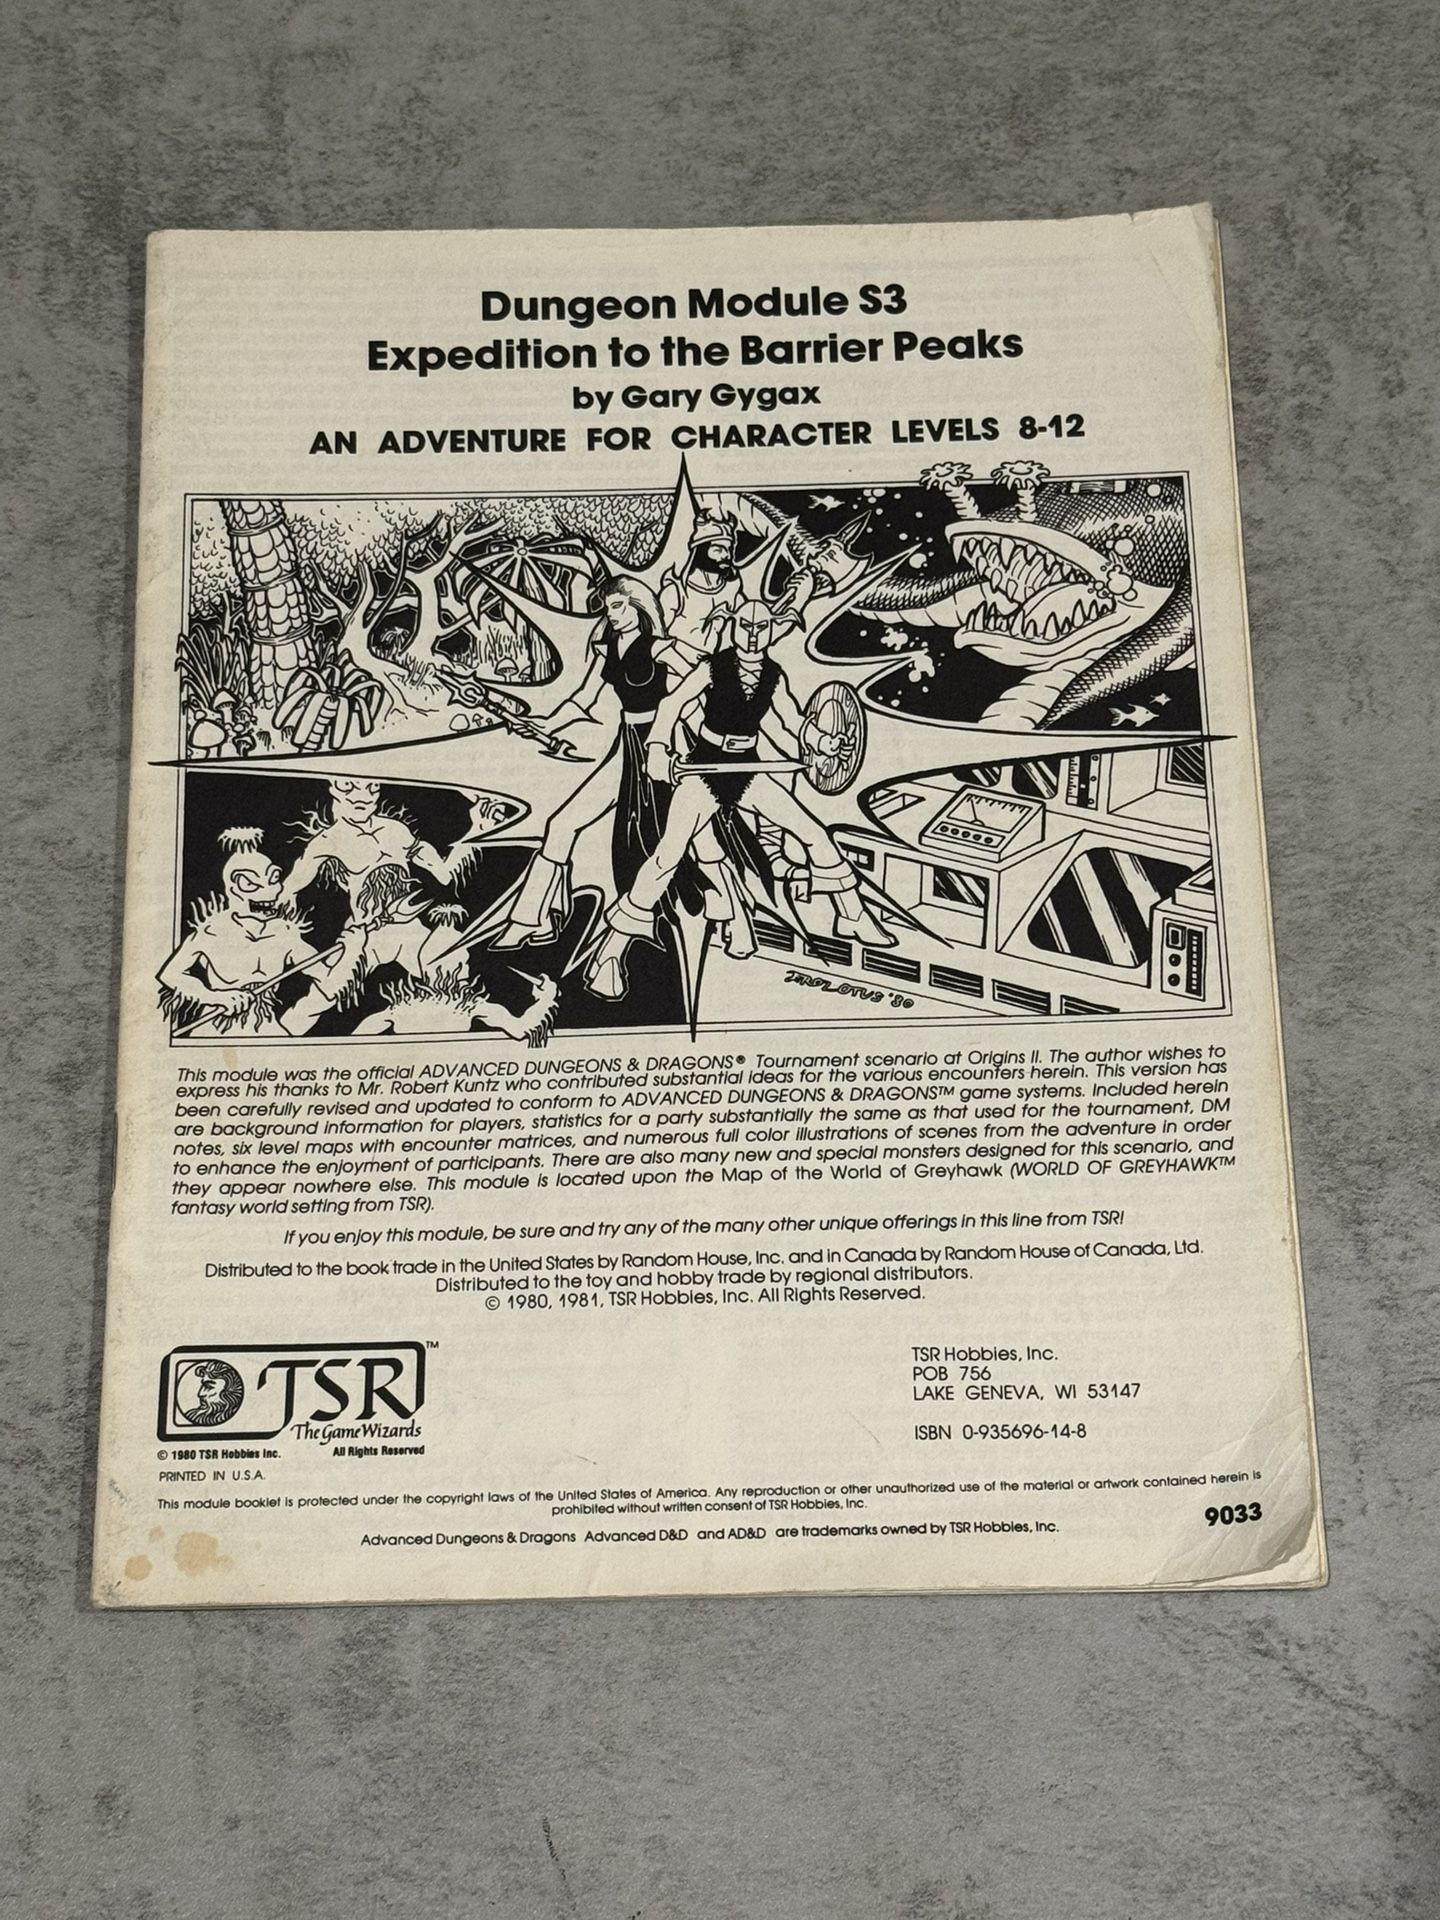 Dungeon Module S3
Expedition to the Barrier Peaks
by Gary Gygax
AN ADVENTURE FOR CHARACTER LEVELS 8-12
EROL OTUS '80
This module was the official ADVANCED DUNGEONS & DRAGONS® Tournament scenario at Origins II. The author wishes to
express his thanks to Mr. Robert Kuntz who contributed substantial ideas for the various encounters herein. This version has
been carefully revised and updated to conform to ADVANCED DUNGEONS & DRAGONS™ game systems. Included herein
are background information for players, statistics for a party substantially the same as that used for the tournament, DM
notes, six level maps with encounter matrices, and numerous full color illustrations of scenes from the adventure in order
to enhance the enjoyment of participants. There are also many new and special monsters designed for this scenario, and
they appear nowhere else. This module is located upon the Map of the World of Greyhawk (WORLD OF GREYHAWK™
fantasy world setting from TSR).
If you enjoy this module, be sure and try any of the many other unique offerings in this line from TSR!
Distributed to the book trade in the United States by Random House, Inc. and in Canada by Random House of Canada, Ltd.
Distributed to the toy and hobby trade by regional distributors.
© 1980, 1981, TSR Hobbies, Inc. All Rights Reserved.
TSR™
The Game Wizards
© 1980 TSR Hobbies Inc. All Rights Reserved
PRINTED IN U.S.A.
TSR Hobbies, Inc.
POB 756
LAKE GENEVA, WI 53147
ISBN 0-935696-14-8
This module booklet is protected under the copyright laws of the United States of America. Any reproduction or other unauthorized use of the material or artwork contained herein is
prohibited without written consent of TSR Hobbies, Inc.
9033
Advanced Dungeons & Dragons Advanced D&D and AD&D are trademarks owned by TSR Hobbies, Inc.